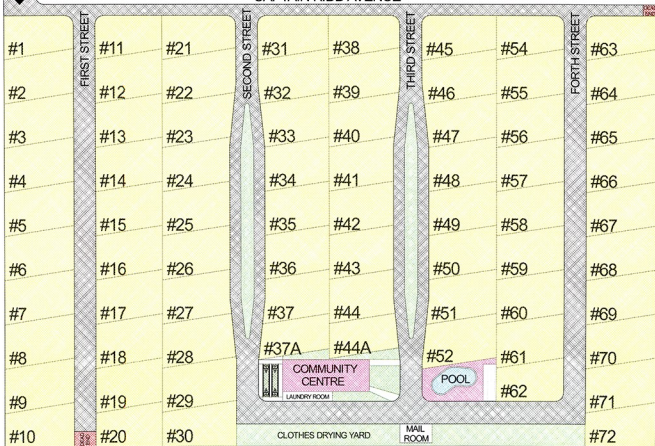 FIRST STREET
SECOND STREET
THIRD STREET
FORTH STREET
DEAD END
#1 #11 #21 #31 #38 #45 #54 #63
#2 #12 #22 #32 #39 #46 #55 #64
#3 #13 #23 #33 #40 #47 #56 #65
#4 #14 #24 #34 #41 #48 #57 #66
#5 #15 #25 #35 #42 #49 #58 #67
#6 #16 #26 #36 #43 #50 #59 #68
#7 #17 #27 #37 #44 #51 #60 #69
#8 #18 #28 #37A #44A #52 #61 #70
COMMUNITY
CENTRE
LAUNDRY ROOM
POOL
#9 #19 #29 #62 #71
#10 DEAD END #20 #30 #72
CLOTHES DRYING YARD
MAIL
ROOM